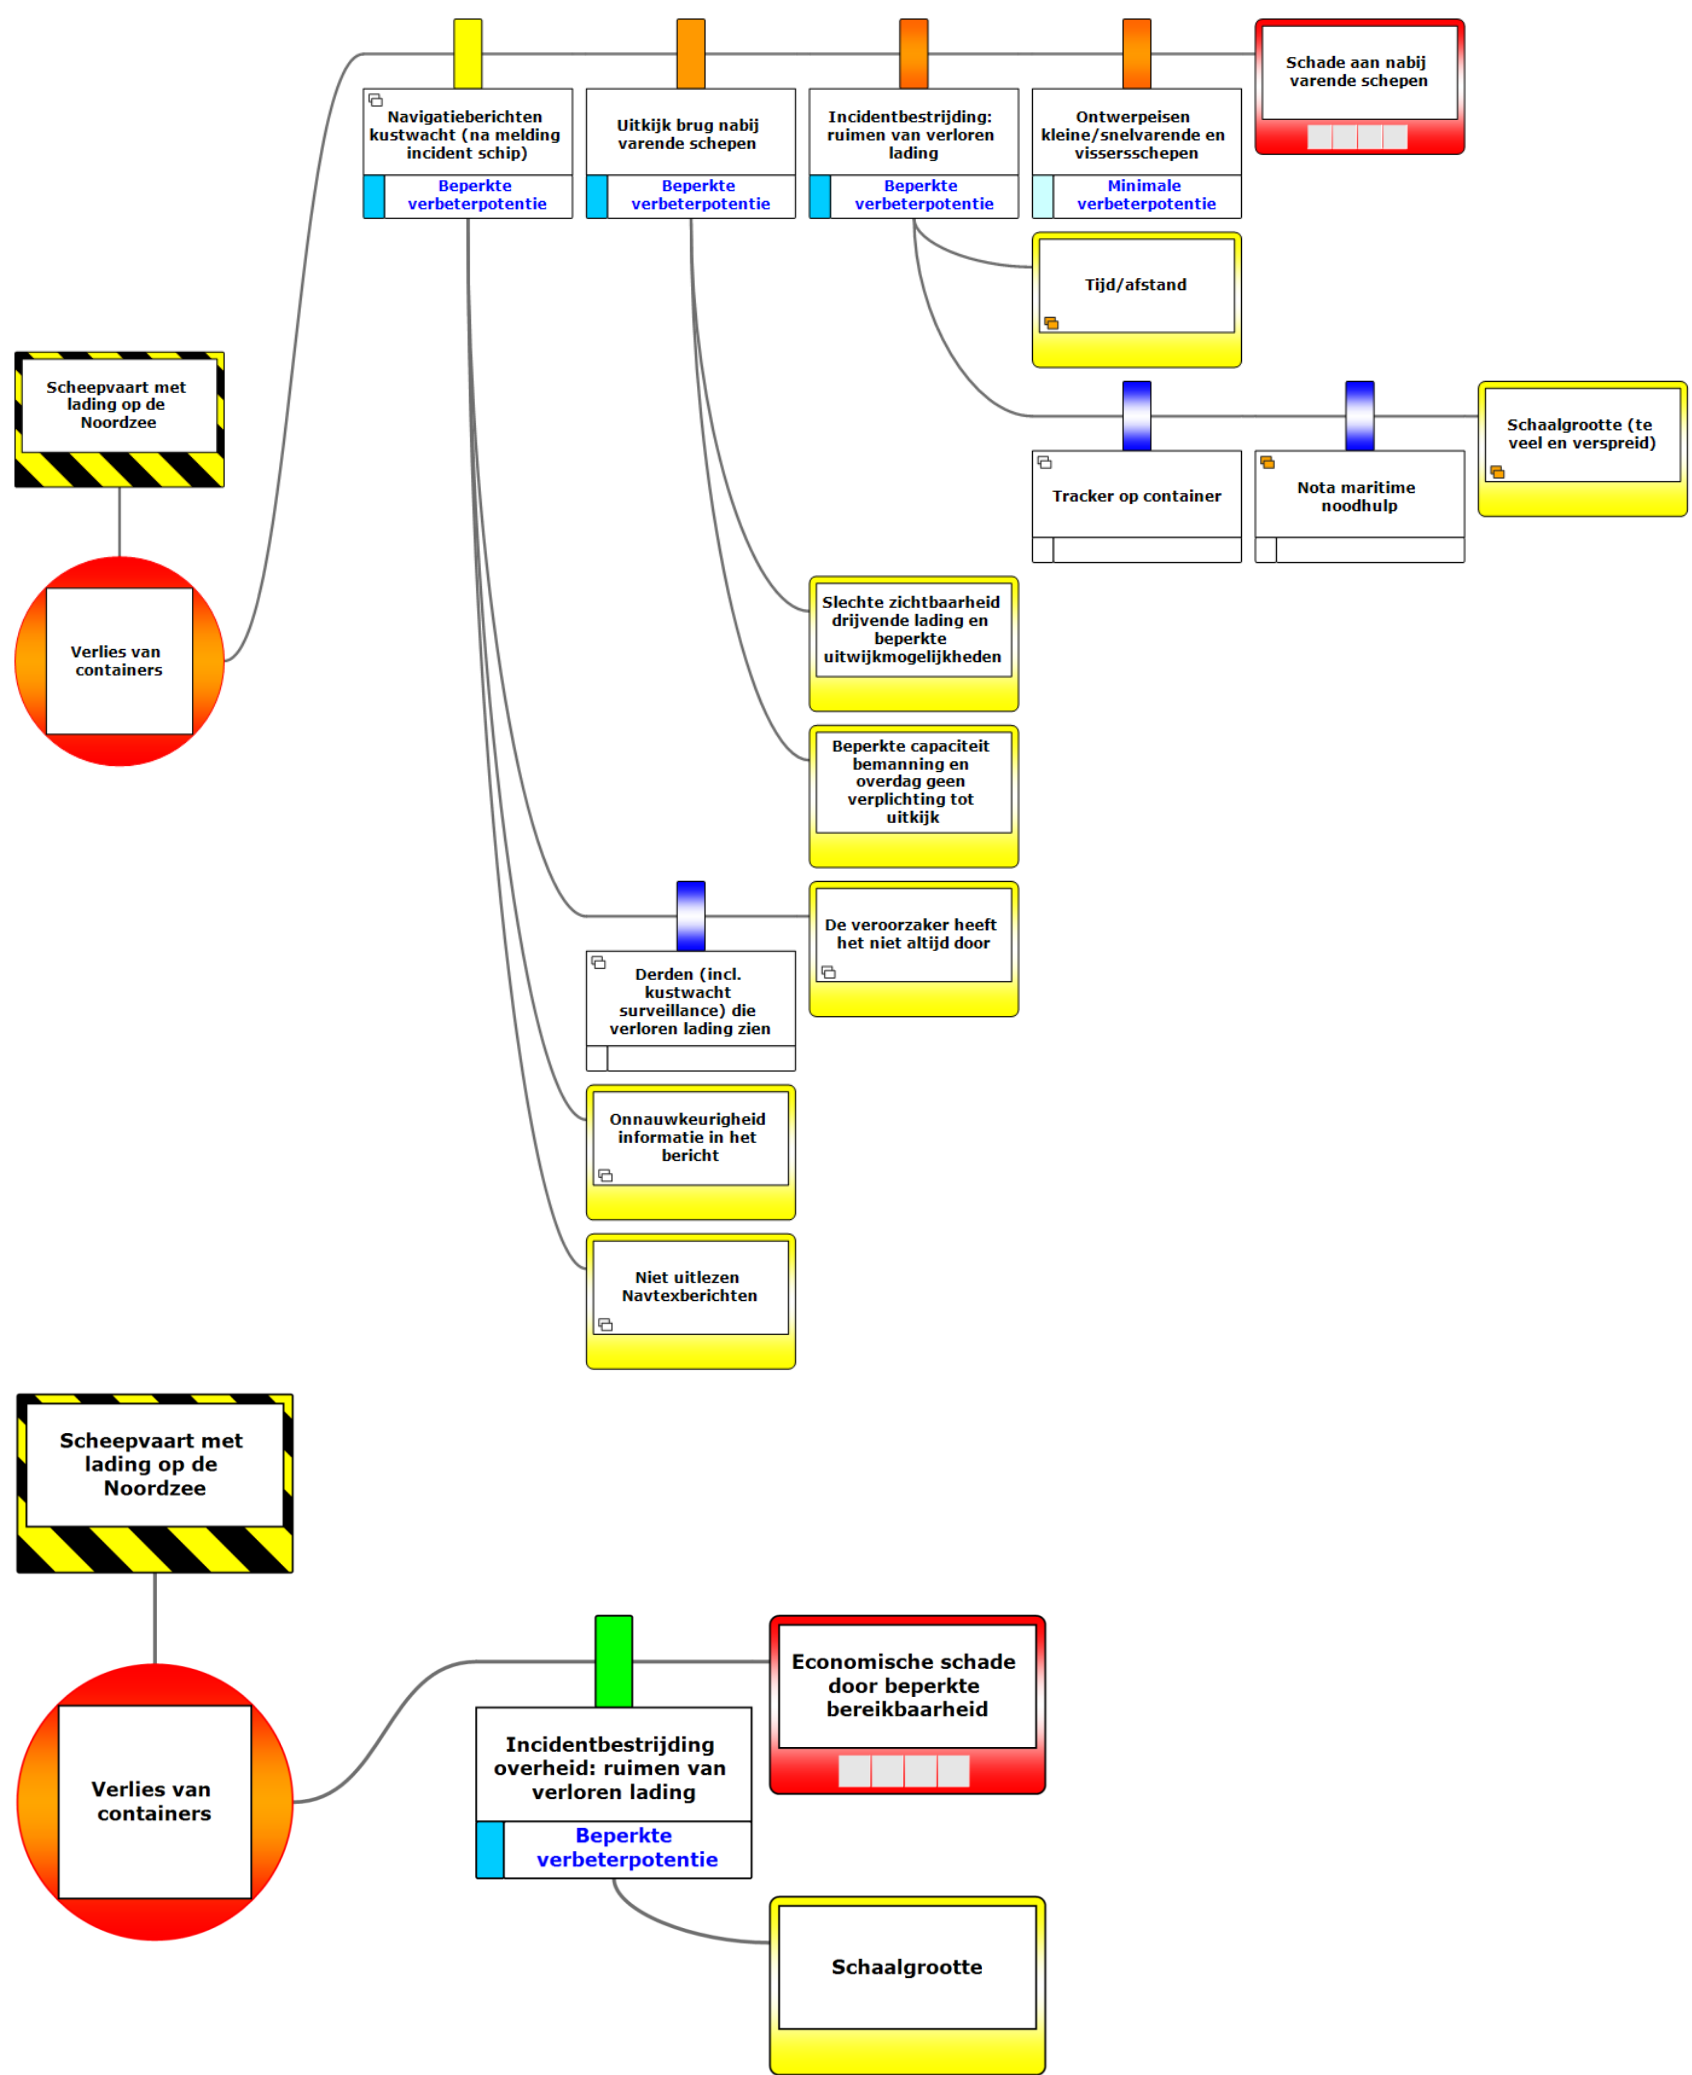 Navigatieberichten
kustwacht (na melding
incident schip)
Beperkte
verbeterpotentie
Uitkijk brug nabij
varende schepen
Beperkte
verbeterpotentie
Incidentbestrijding:
ruimen van verloren
lading
Beperkte
verbeterpotentie
Ontwerpeisen
kleine/snelvarende en
vissersschepen
Minimale
verbeterpotentie
Schade aan nabij
varende schepen
Tijd/afstand
Scheepvaart met
lading op de
Noordzee
Verlies van
containers
Tracker op container
Nota maritime
noodhulp
Schaalgrootte (te
veel en verspreid)
Slechte zichtbaarheid
drijvende lading en
beperkte
uitwijkmogelijkheden
Beperkte capaciteit
bemanning en
overdag geen
verplichting tot
uitkijk
Derden (incl.
kustwacht
surveillance) die
verloren lading zien
De veroorzaker heeft
het niet altijd door
Onnauwkeurigheid
informatie in het
bericht
Niet uitlezen
Navtexberichten
Scheepvaart met
lading op de
Noordzee
Verlies van
containers
Incidentbestrijding
overheid: ruimen van
verloren lading
Beperkte
verbeterpotentie
Economische schade
door beperkte
bereikbaarheid
Schaalgrootte